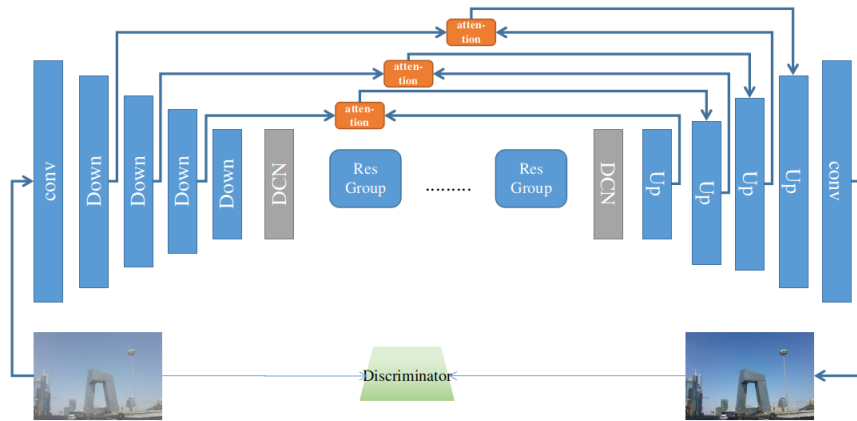 atten-
tion
atten-
tion
atten-
tion
conv
Down
Down
Down
Down
DCN
Res
Group
.........
Res
Group
DCN
Up
Up
Up
Up
conv
Discriminator